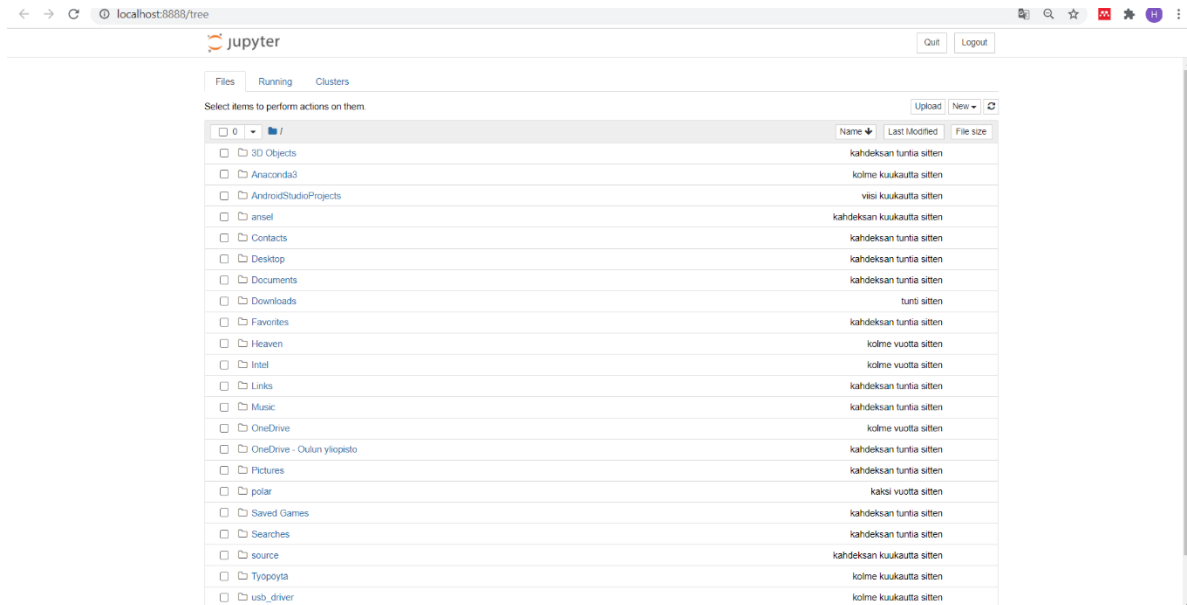 localhost:8888/tree
H
jupyter
Quit Logout
Files Running Clusters
Select items to perform actions on them.
Upload New
0 / Name Last Modified File size
3D Objects kahdeksan tuntia sitten
Anaconda3 kolme kuukautta sitten
AndroidStudioProjects viisi kuukautta sitten
ansel kahdeksan kuukautta sitten
Contacts kahdeksan tuntia sitten
Desktop kahdeksan tuntia sitten
Documents kahdeksan tuntia sitten
Downloads tunti sitten
Favorites kahdeksan tuntia sitten
Heaven kolme vuotta sitten
Intel kolme vuotta sitten
Links kahdeksan tuntia sitten
Music kahdeksan tuntia sitten
OneDrive kolme vuotta sitten
OneDrive - Oulun yliopisto kahdeksan tuntia sitten
Pictures kahdeksan tuntia sitten
polar kaksi vuotta sitten
Saved Games kahdeksan tuntia sitten
Searches kahdeksan tuntia sitten
source kahdeksan kuukautta sitten
Työpöytä kolme kuukautta sitten
usb_driver kolme kuukautta sitten